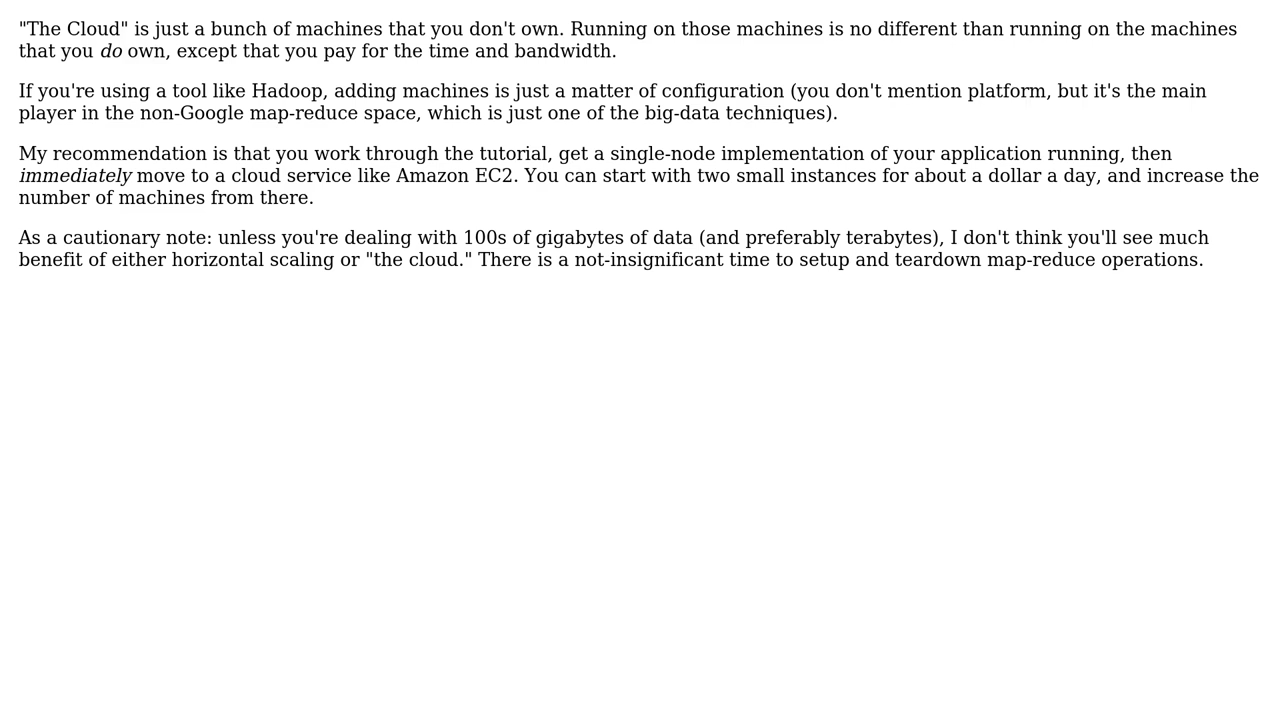 "The Cloud" is just a bunch of machines that you don't own. Running on those machines is no different than running on the machines
that you do own, except that you pay for the time and bandwidth.
If you're using a tool like Hadoop, adding machines is just a matter of configuration (you don't mention platform, but it's the main
player in the non-Google map-reduce space, which is just one of the big-data techniques).
My recommendation is that you work through the tutorial, get a single-node implementation of your application running, then
immediately move to a cloud service like Amazon EC2. You can start with two small instances for about a dollar a day, and increase the
number of machines from there.
As a cautionary note: unless you're dealing with 100s of gigabytes of data (and preferably terabytes), I don't think you'll see much
benefit of either horizontal scaling or "the cloud." There is a not-insignificant time to setup and teardown map-reduce operations.